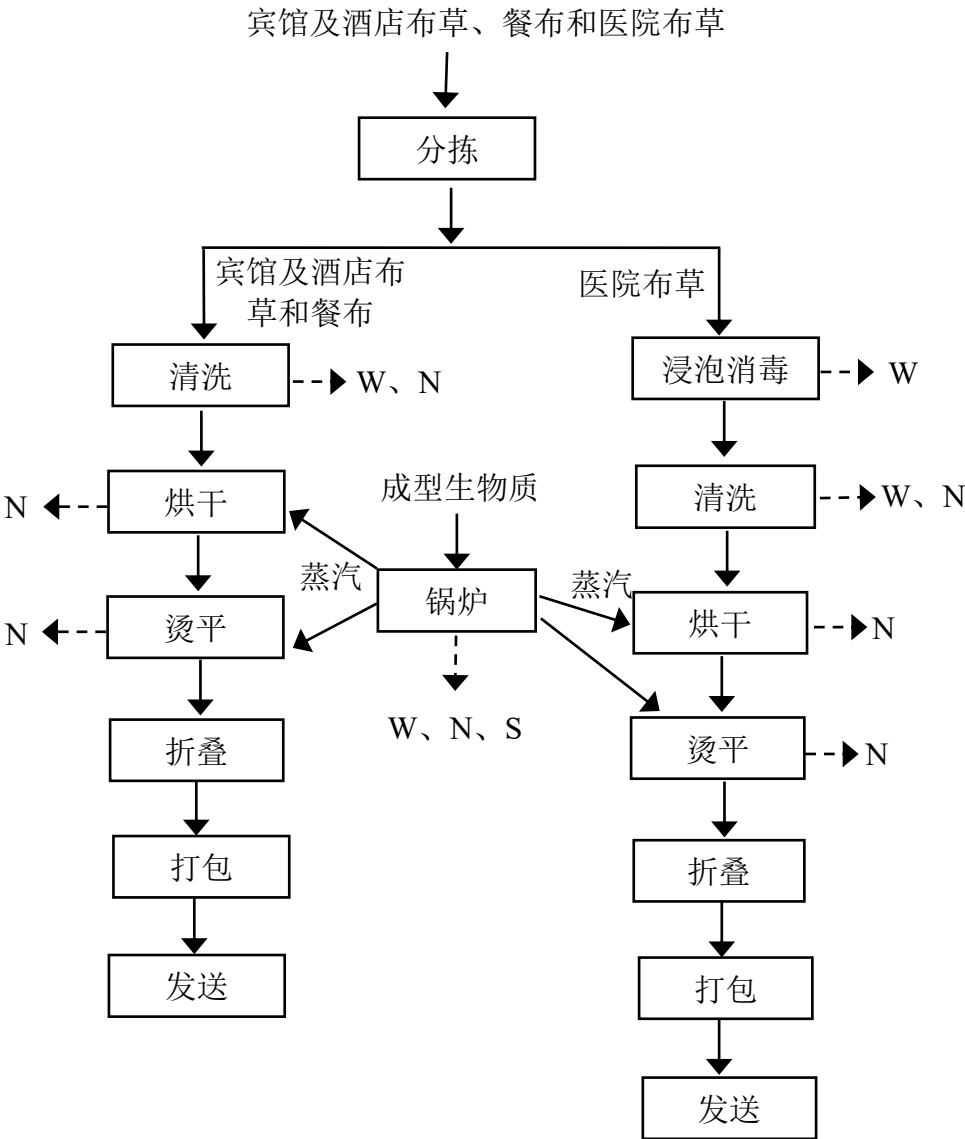 宾馆及酒店布草、餐布和医院布草
分拣
宾馆及酒店布
草和餐布
医院布草
清洗
W、N
浸泡消毒
W
N
烘干
成型生物质
清洗
W、N
蒸汽
锅炉
蒸汽
N
烫平
烘干
N
W、N、S
折叠
烫平
N
打包
折叠
发送
打包
发送